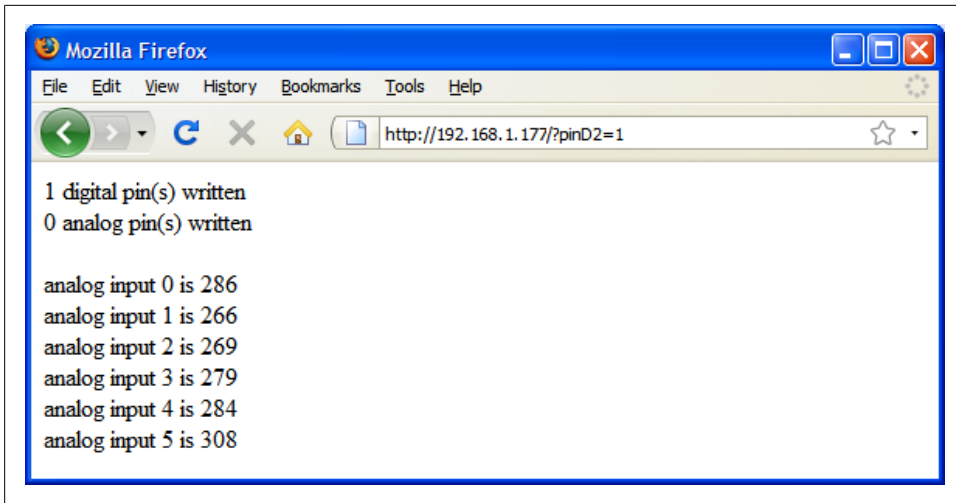 Mozilla Firefox
File Edit View History Bookmarks Tools Help
http://192.168.1.177/?pinD2=1
1 digital pin(s) written
0 analog pin(s) written
analog input 0 is 286
analog input 1 is 266
analog input 2 is 269
analog input 3 is 279
analog input 4 is 284
analog input 5 is 308